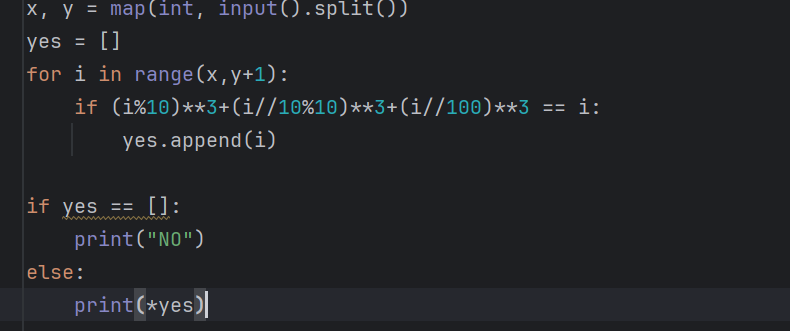 x, y = map(int, input().split())
yes = []
for i in range(x,y+1):
    if (i%10)**3+(i//10%10)**3+(i//100)**3 == i:
        yes.append(i)

if yes == []:
    print("NO")
else:
    print(*yes)